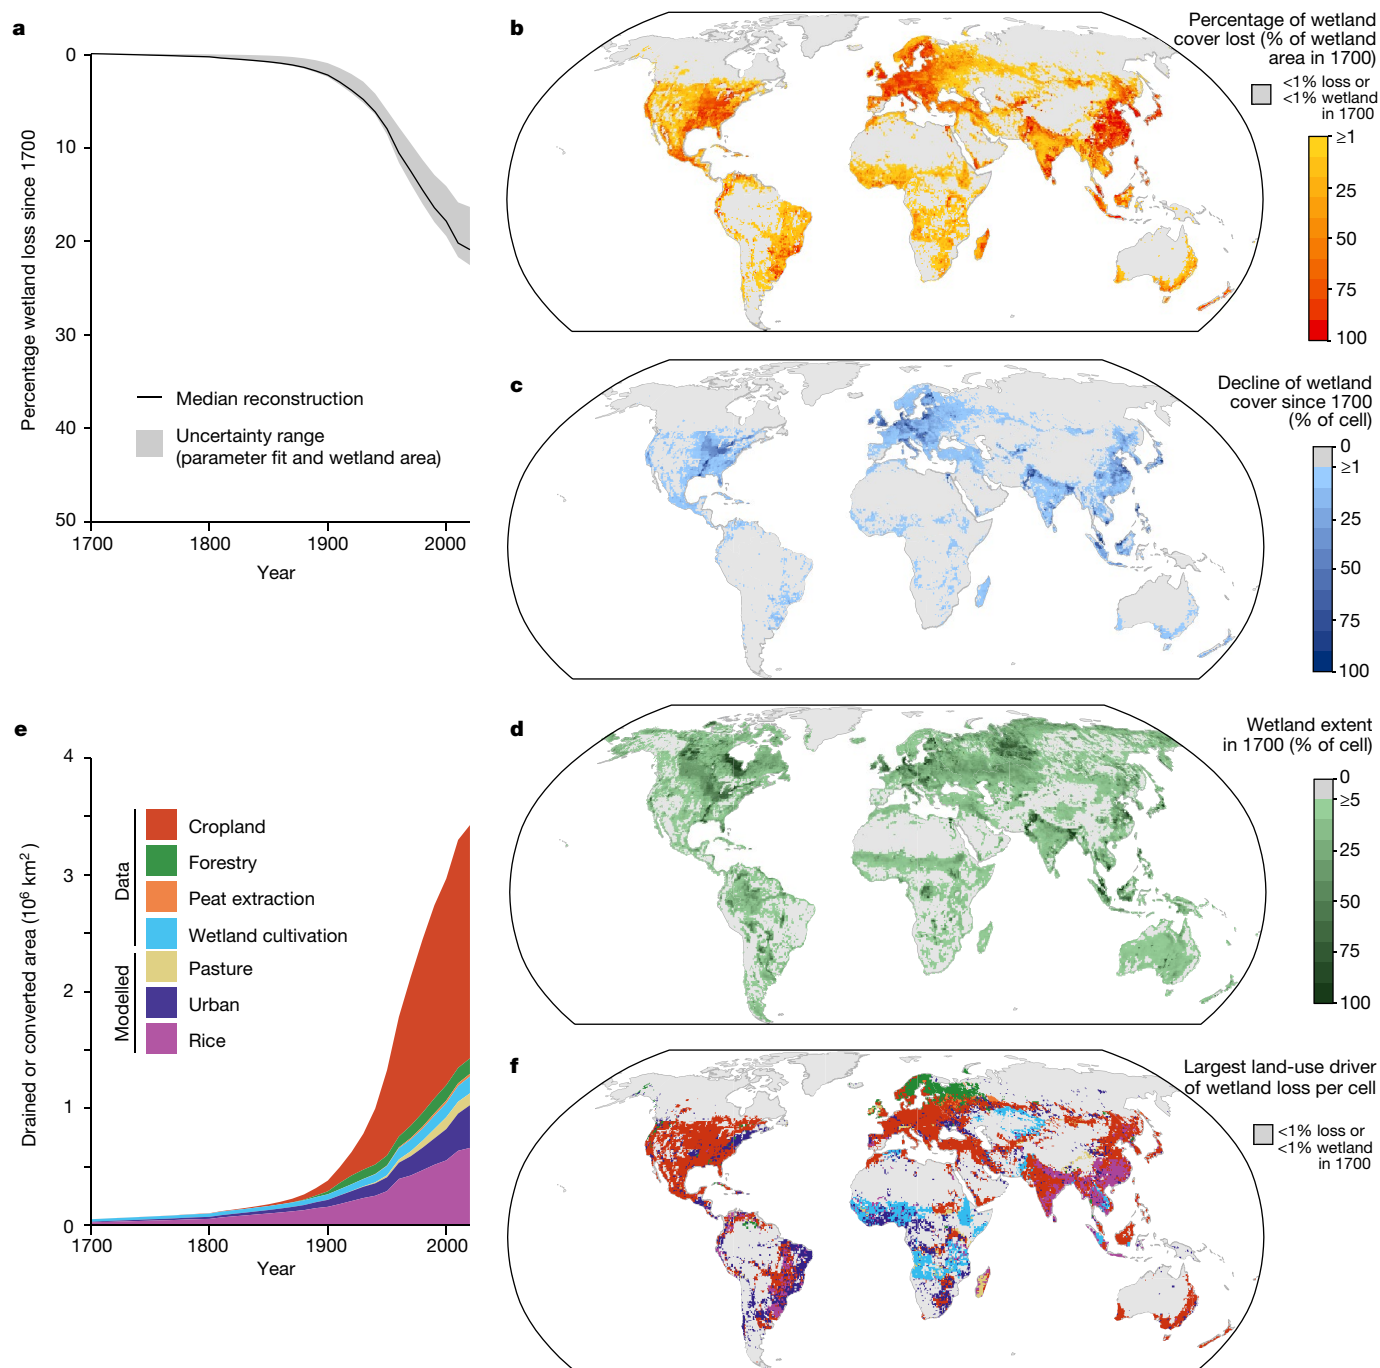 a
0
10
20
30
40
50
Percentage wetland loss since 1700
Median reconstruction
Uncertainty range
(parameter fit and wetland area)
1700
1800
1900
2000
Year
b
Percentage of wetland
cover lost (% of wetland
area in 1700)
<1% loss or
<1% wetland
in 1700
≥1
25
50
75
100
c
Decline of wetland
cover since 1700
(% of cell)
0
≥1
25
50
75
100
d
Wetland extent
in 1700 (% of cell)
0
≥5
25
50
75
100
e
4
3
2
1
0
Drained or converted area (10⁶ km²)
Data
Cropland
Forestry
Peat extraction
Wetland cultivation
Modelled
Pasture
Urban
Rice
1700
1800
1900
2000
Year
f
Largest land-use driver
of wetland loss per cell
<1% loss or
<1% wetland
in 1700